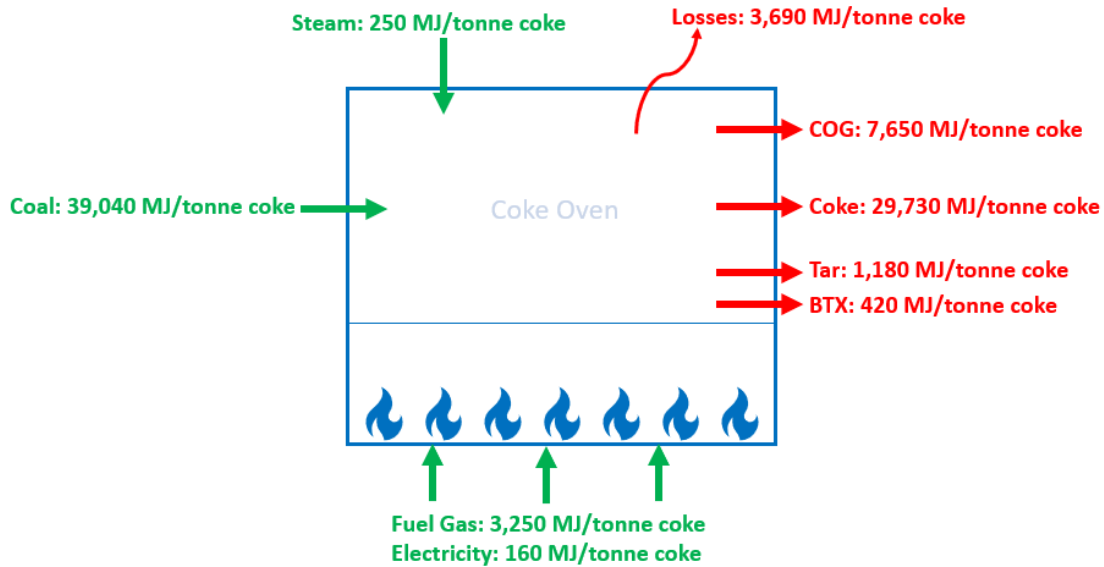 Steam: 250 MJ/tonne coke
Losses: 3,690 MJ/tonne coke
COG: 7,650 MJ/tonne coke
Coal: 39,040 MJ/tonne coke
Coke Oven
Coke: 29,730 MJ/tonne coke
Tar: 1,180 MJ/tonne coke
BTX: 420 MJ/tonne coke
Fuel Gas: 3,250 MJ/tonne coke
Electricity: 160 MJ/tonne coke